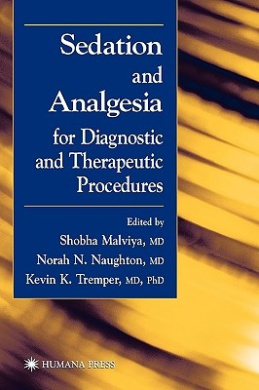 Sedation
and
Analgesia
for Diagnostic
and Therapeutic
Procedures
Edited by
Shobha Malviya, MD
Norah N. Naughton, MD
Kevin K. Tremper, MD, PhD
HUMANA PRESS